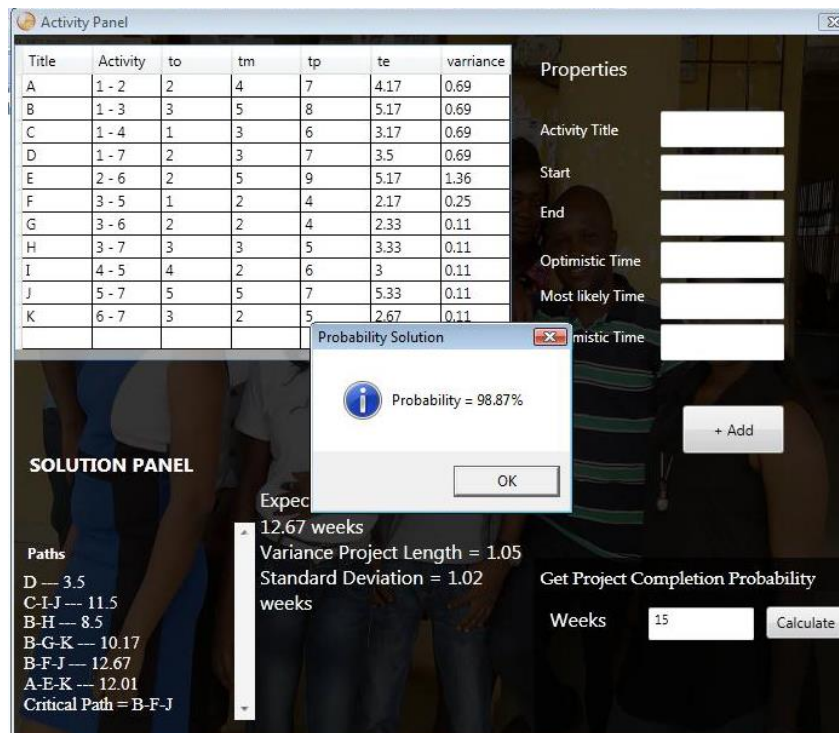 Activity Panel
Title Activity to tm tp te varriance
A 1 - 2 2 4 7 4.17 0.69
B 1 - 3 3 5 8 5.17 0.69
C 1 - 4 1 3 6 3.17 0.69
D 1 - 7 2 3 7 3.5 0.69
E 2 - 6 2 5 9 5.17 1.36
F 3 - 5 1 2 4 2.17 0.25
G 3 - 6 2 2 4 2.33 0.11
H 3 - 7 3 3 5 3.33 0.11
I 4 - 5 4 2 6 3 0.11
J 5 - 7 5 5 7 5.33 0.11
K 6 - 7 3 2 5 2.67 0.11
Properties
Activity Title
Start
End
Optimistic Time
Most likely Time
mistic Time
+ Add
Probability Solution
Probability = 98.87%
OK
SOLUTION PANEL
Paths
D --- 3.5
C-I-J --- 11.5
B-H --- 8.5
B-G-K --- 10.17
B-F-J --- 12.67
A-E-K --- 12.01
Critical Path = B-F-J
Expec
12.67 weeks
Variance Project Length = 1.05
Standard Deviation = 1.02
weeks
Get Project Completion Probability
Weeks 15 Calculate